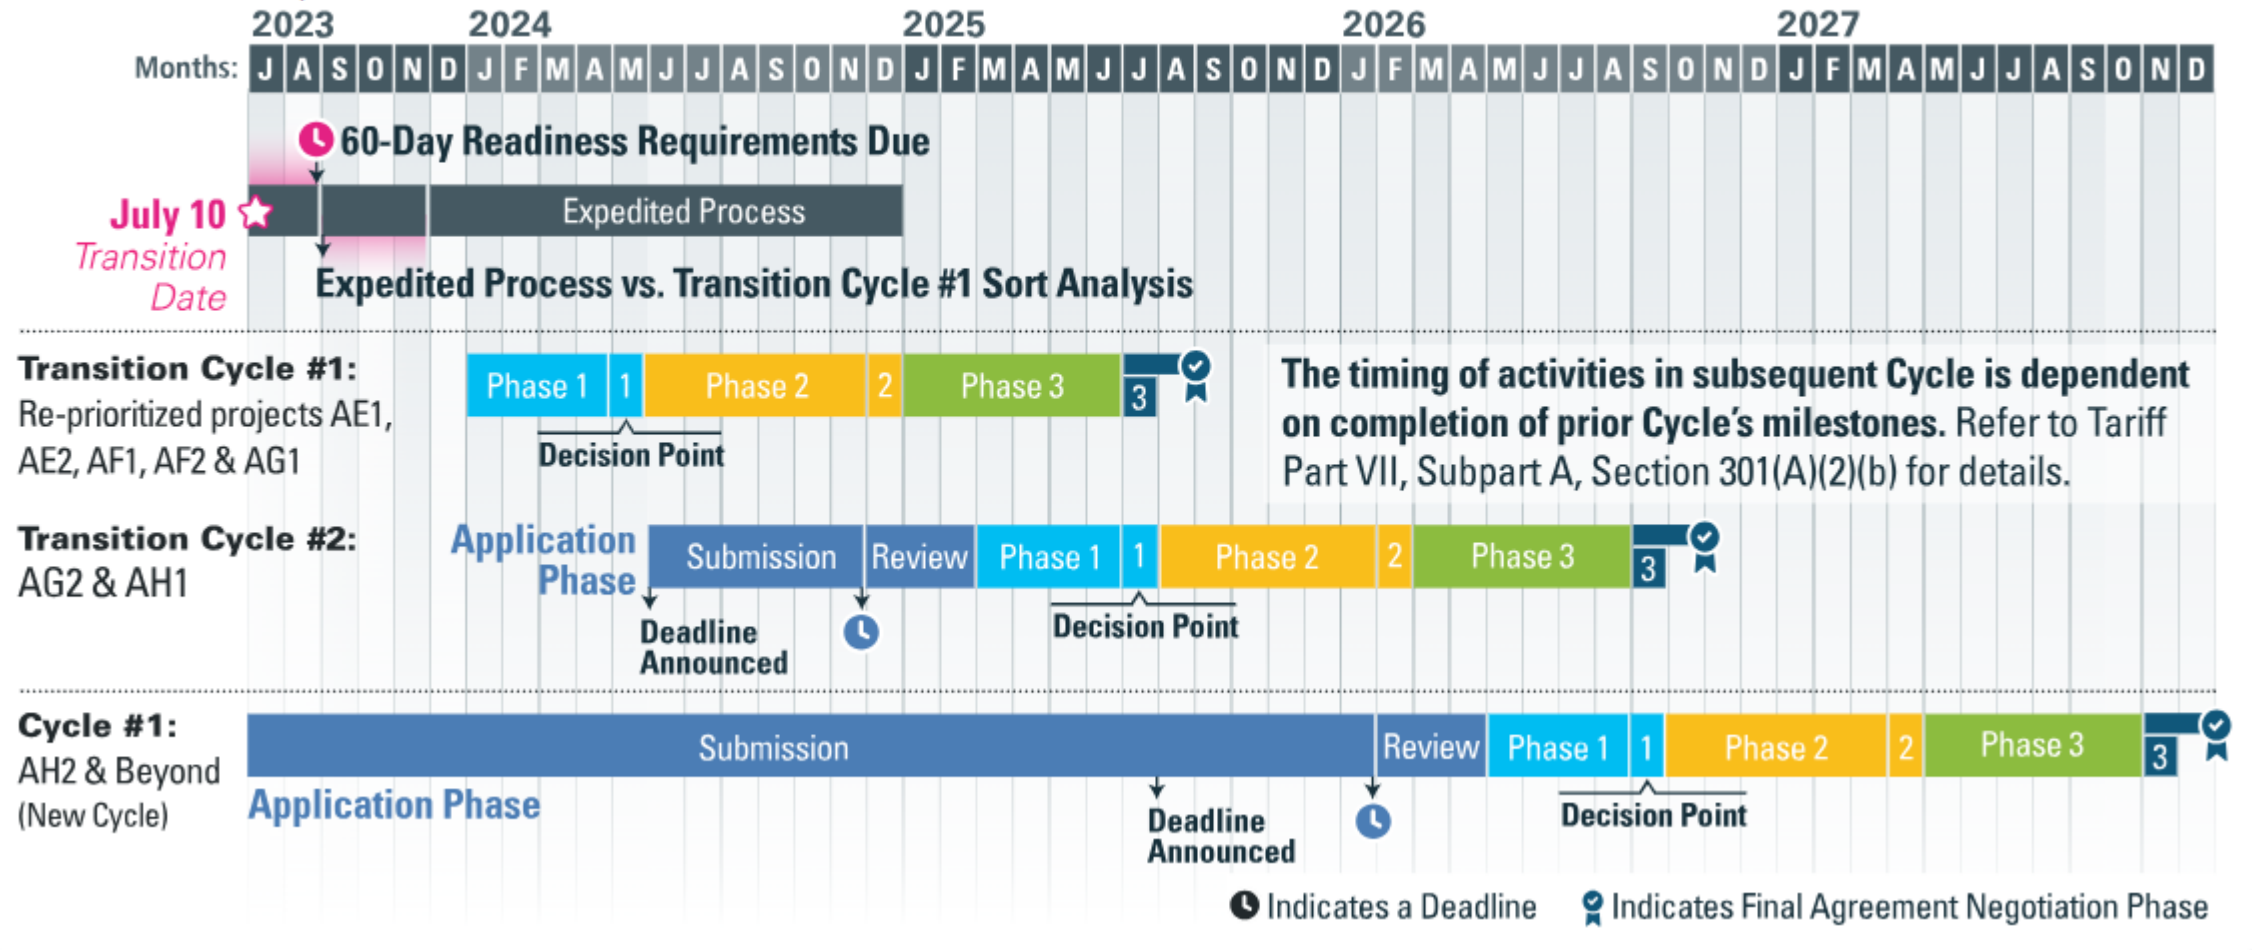 2023 2024 2025 2026 2027
Months: J A S O N D J F M A M J J A S O N D J F M A M J J A S O N D J F M A M J J A S O N D J F M A M J J A S O N D
60-Day Readiness Requirements Due
July 10
Transition
Date
Expedited Process
Expedited Process vs. Transition Cycle #1 Sort Analysis
Transition Cycle #1:
Re-prioritized projects AE1,
AE2, AF1, AF2 & AG1
Phase 1 1 Phase 2 2 Phase 3 3
Decision Point
The timing of activities in subsequent Cycle is dependent
on completion of prior Cycle's milestones. Refer to Tariff
Part VII, Subpart A, Section 301(A)(2)(b) for details.
Transition Cycle #2:
AG2 & AH1
Application
Phase
Submission Review Phase 1 1 Phase 2 2 Phase 3 3
Deadline
Announced
Decision Point
Cycle #1:
AH2 & Beyond
(New Cycle)
Submission Review Phase 1 1 Phase 2 2 Phase 3 3
Application Phase
Deadline
Announced
Decision Point
Indicates a Deadline
Indicates Final Agreement Negotiation Phase